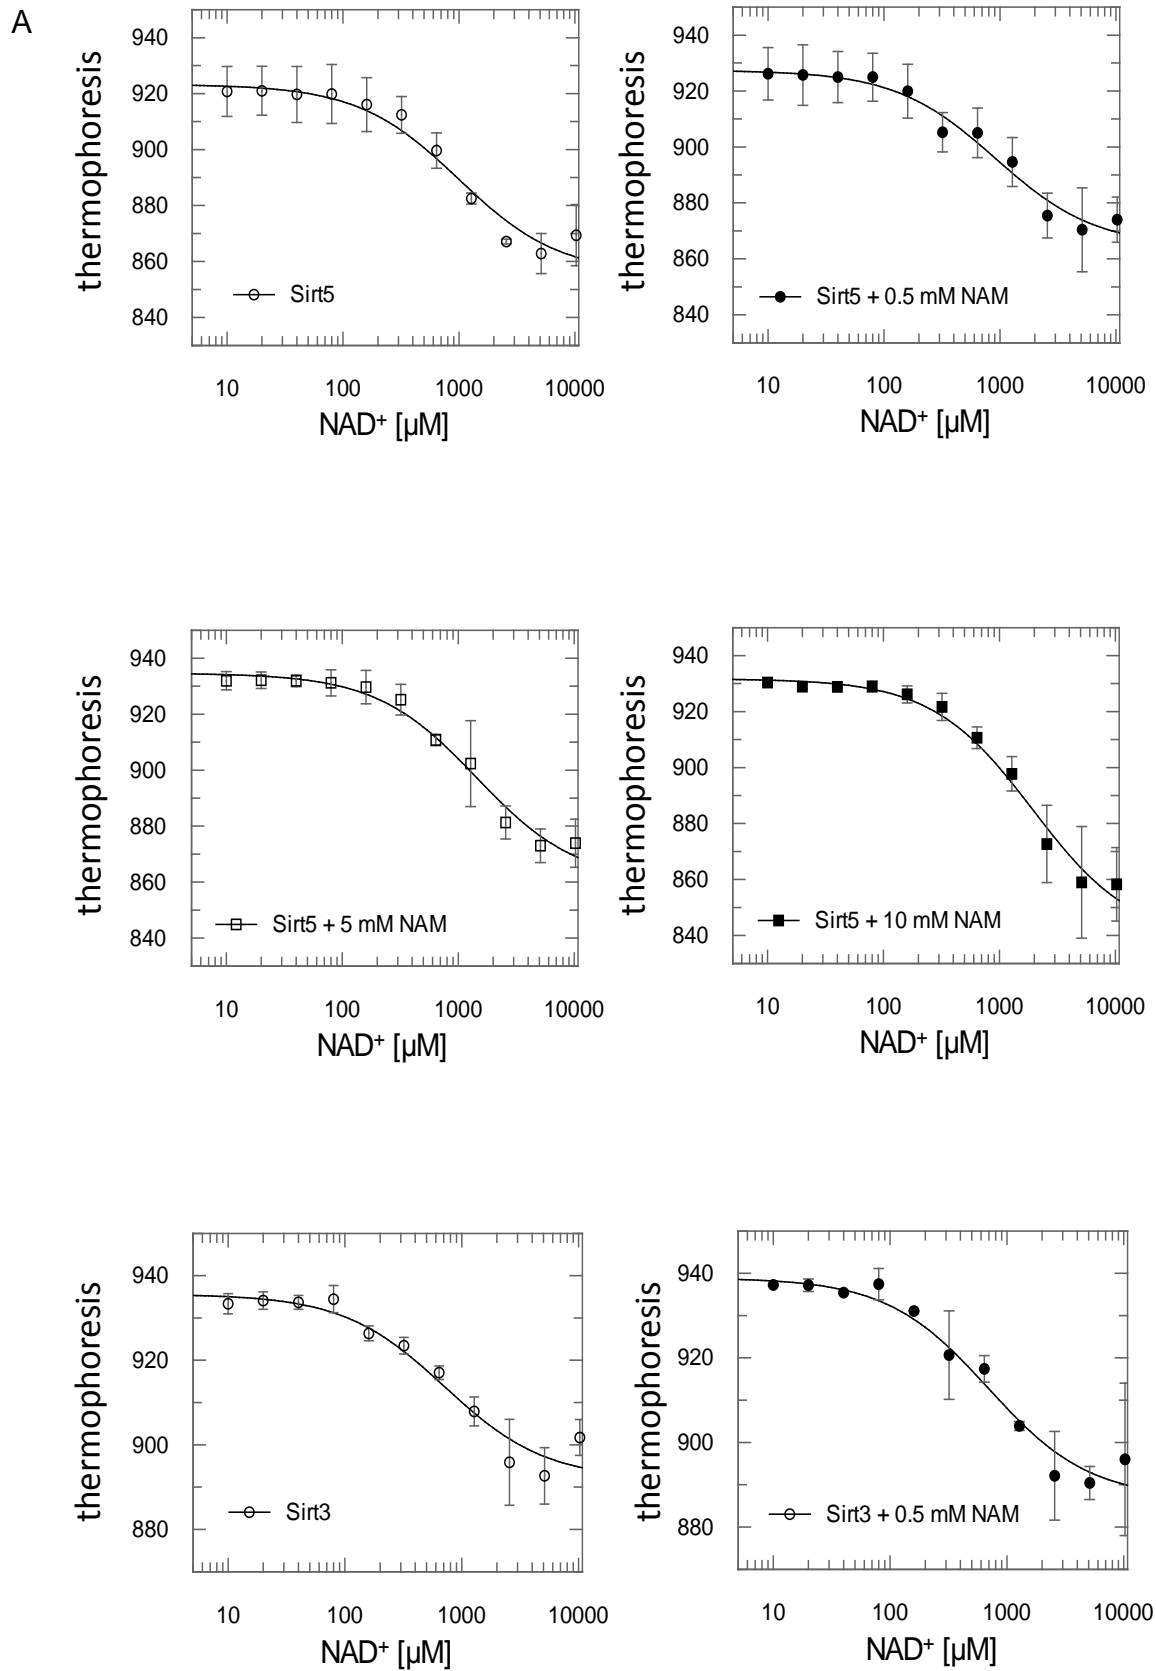 A
940
920
900
880
860
840
thermophoresis
Sirt5
10 100 1000 10000
NAD⁺ [µM]
940
920
900
880
860
840
thermophoresis
Sirt5 + 0.5 mM NAM
10 100 1000 10000
NAD⁺ [µM]
940
920
900
880
860
840
thermophoresis
Sirt5 + 5 mM NAM
10 100 1000 10000
NAD⁺ [µM]
940
920
900
880
860
840
thermophoresis
Sirt5 + 10 mM NAM
10 100 1000 10000
NAD⁺ [µM]
940
920
900
880
thermophoresis
Sirt3
10 100 1000 10000
NAD⁺ [µM]
940
920
900
880
thermophoresis
Sirt3 + 0.5 mM NAM
10 100 1000 10000
NAD⁺ [µM]